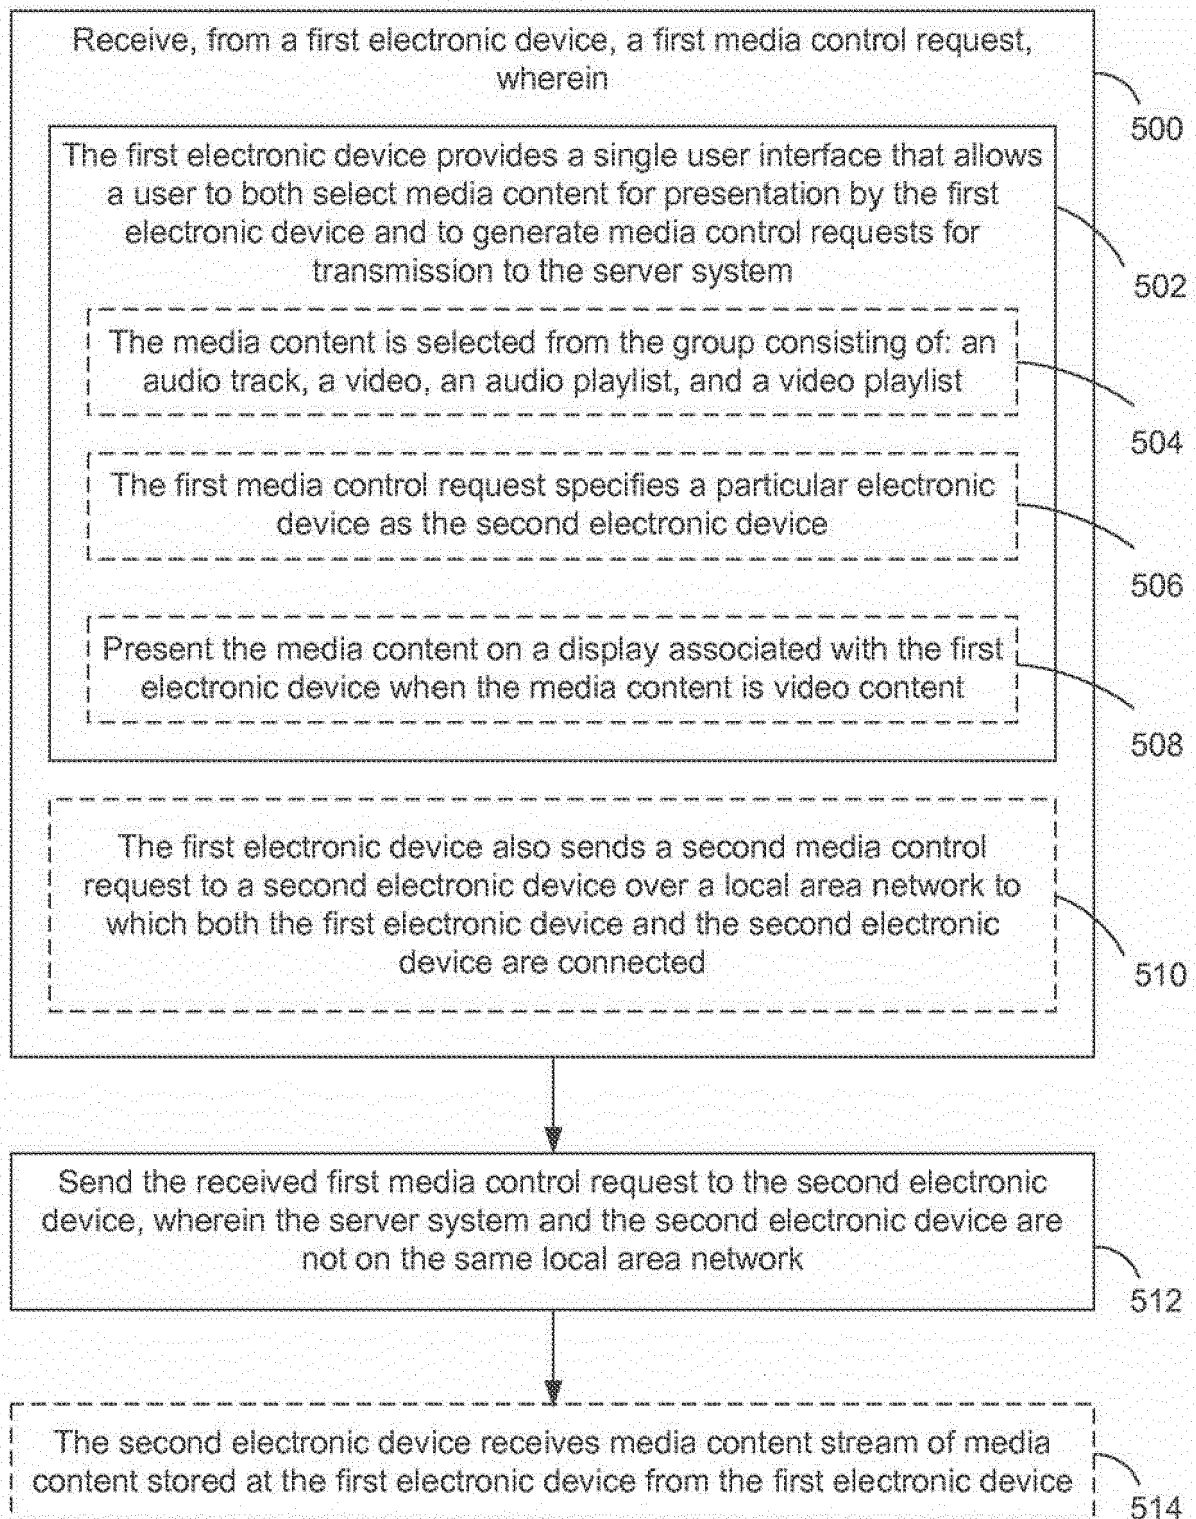 Receive, from a first electronic device, a first media control request,
wherein
500
The first electronic device provides a single user interface that allows
a user to both select media content for presentation by the first
electronic device and to generate media control requests for
transmission to the server system
502
The media content is selected from the group consisting of: an
audio track, a video, an audio playlist, and a video playlist
504
The first media control request specifies a particular electronic
device as the second electronic device
506
Present the media content on a display associated with the first
electronic device when the media content is video content
508
The first electronic device also sends a second media control
request to a second electronic device over a local area network to
which both the first electronic device and the second electronic
device are connected
510
Send the received first media control request to the second electronic
device, wherein the server system and the second electronic device are
not on the same local area network
512
The second electronic device receives media content stream of media
content stored at the first electronic device from the first electronic device
514